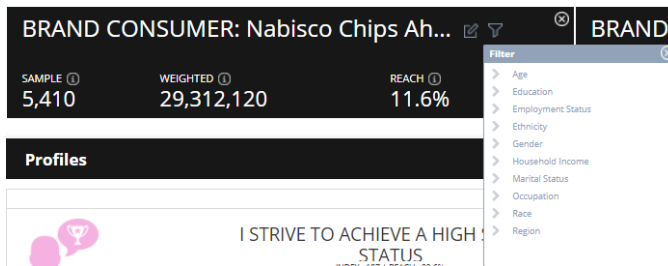 BRAND CONSUMER: Nabisco Chips Ah...
BRAND
SAMPLE
WEIGHTED
REACH
5,410
29,312,120
11.6%
Filter
Age
Education
Employment Status
Ethnicity
Gender
Household Income
Marital Status
Occupation
Race
Region
Profiles
I STRIVE TO ACHIEVE A HIGH
STATUS